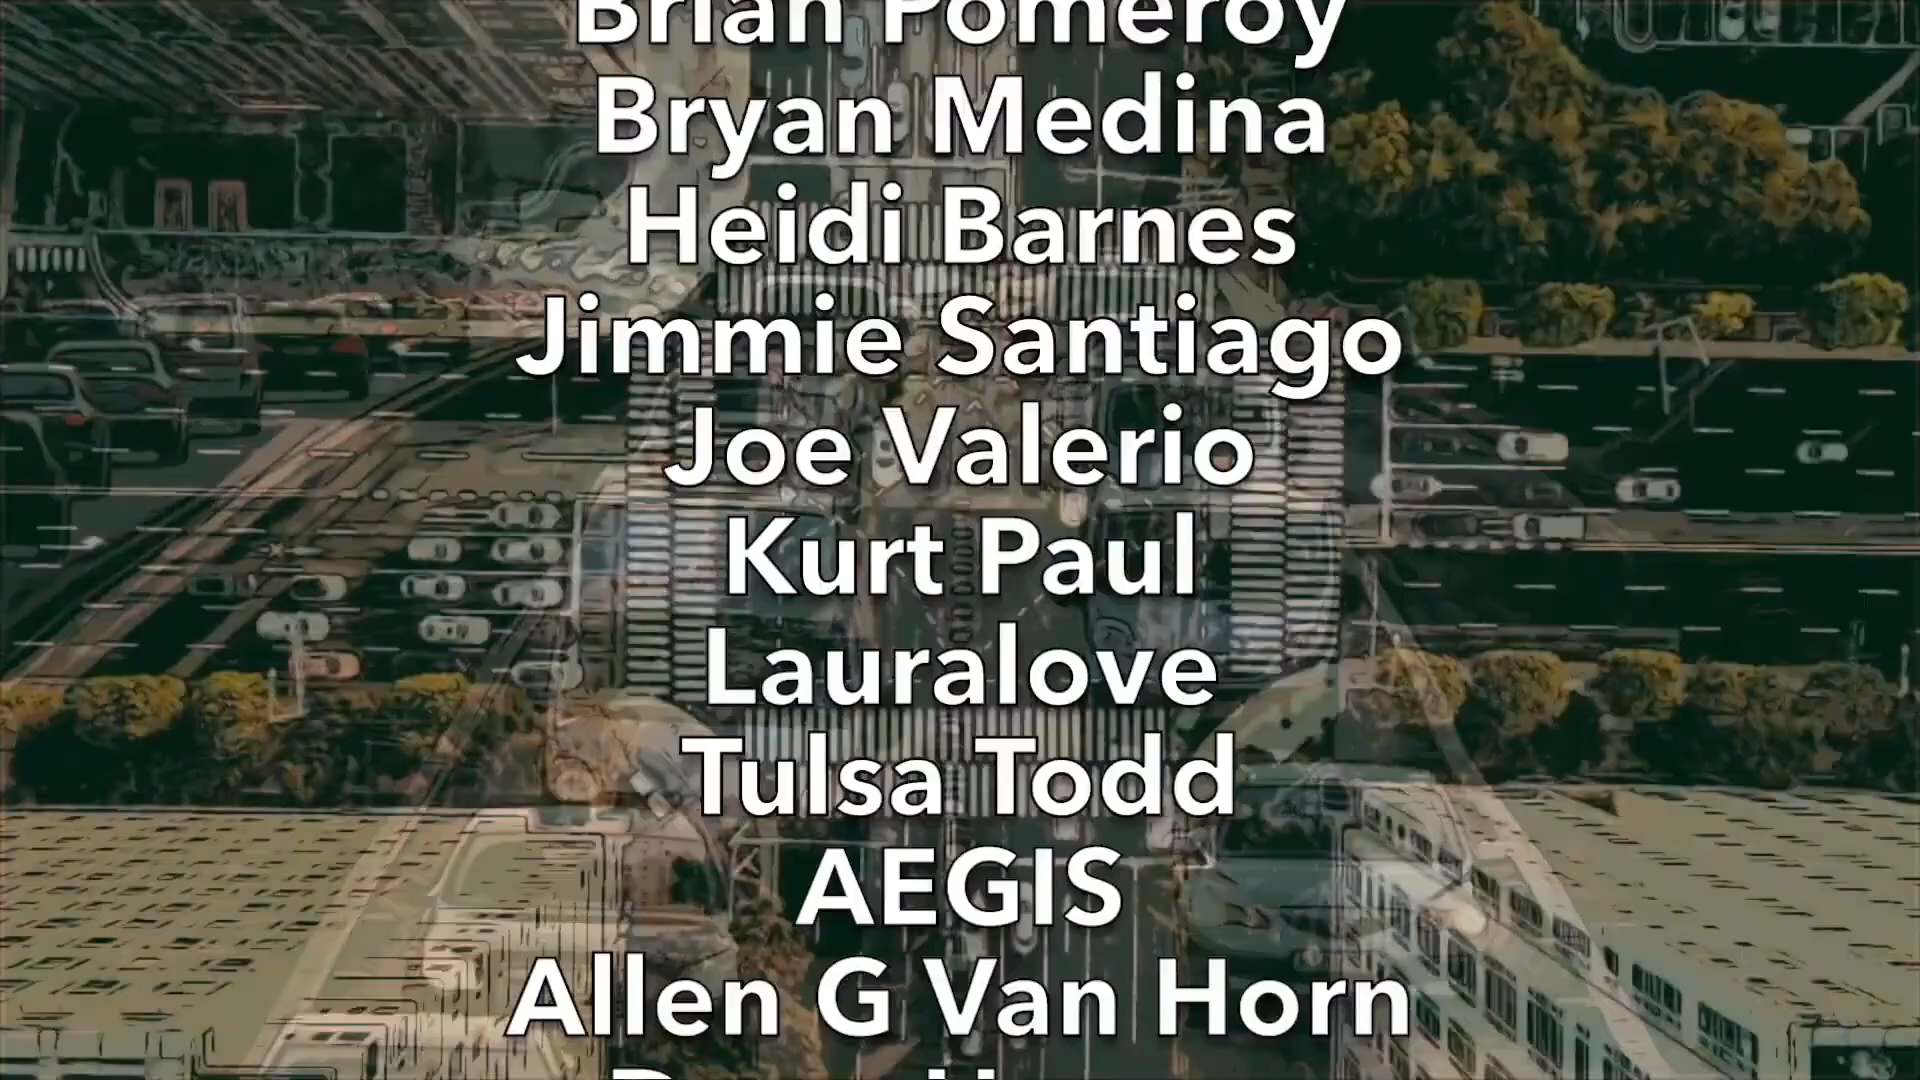 Brian Pomeroy
Bryan Medina
Heidi Barnes
Jimmie Santiago
Joe Valerio
Kurt Paul
Lauralove
Tulsa Todd
AEGIS
Allen G Van Horn